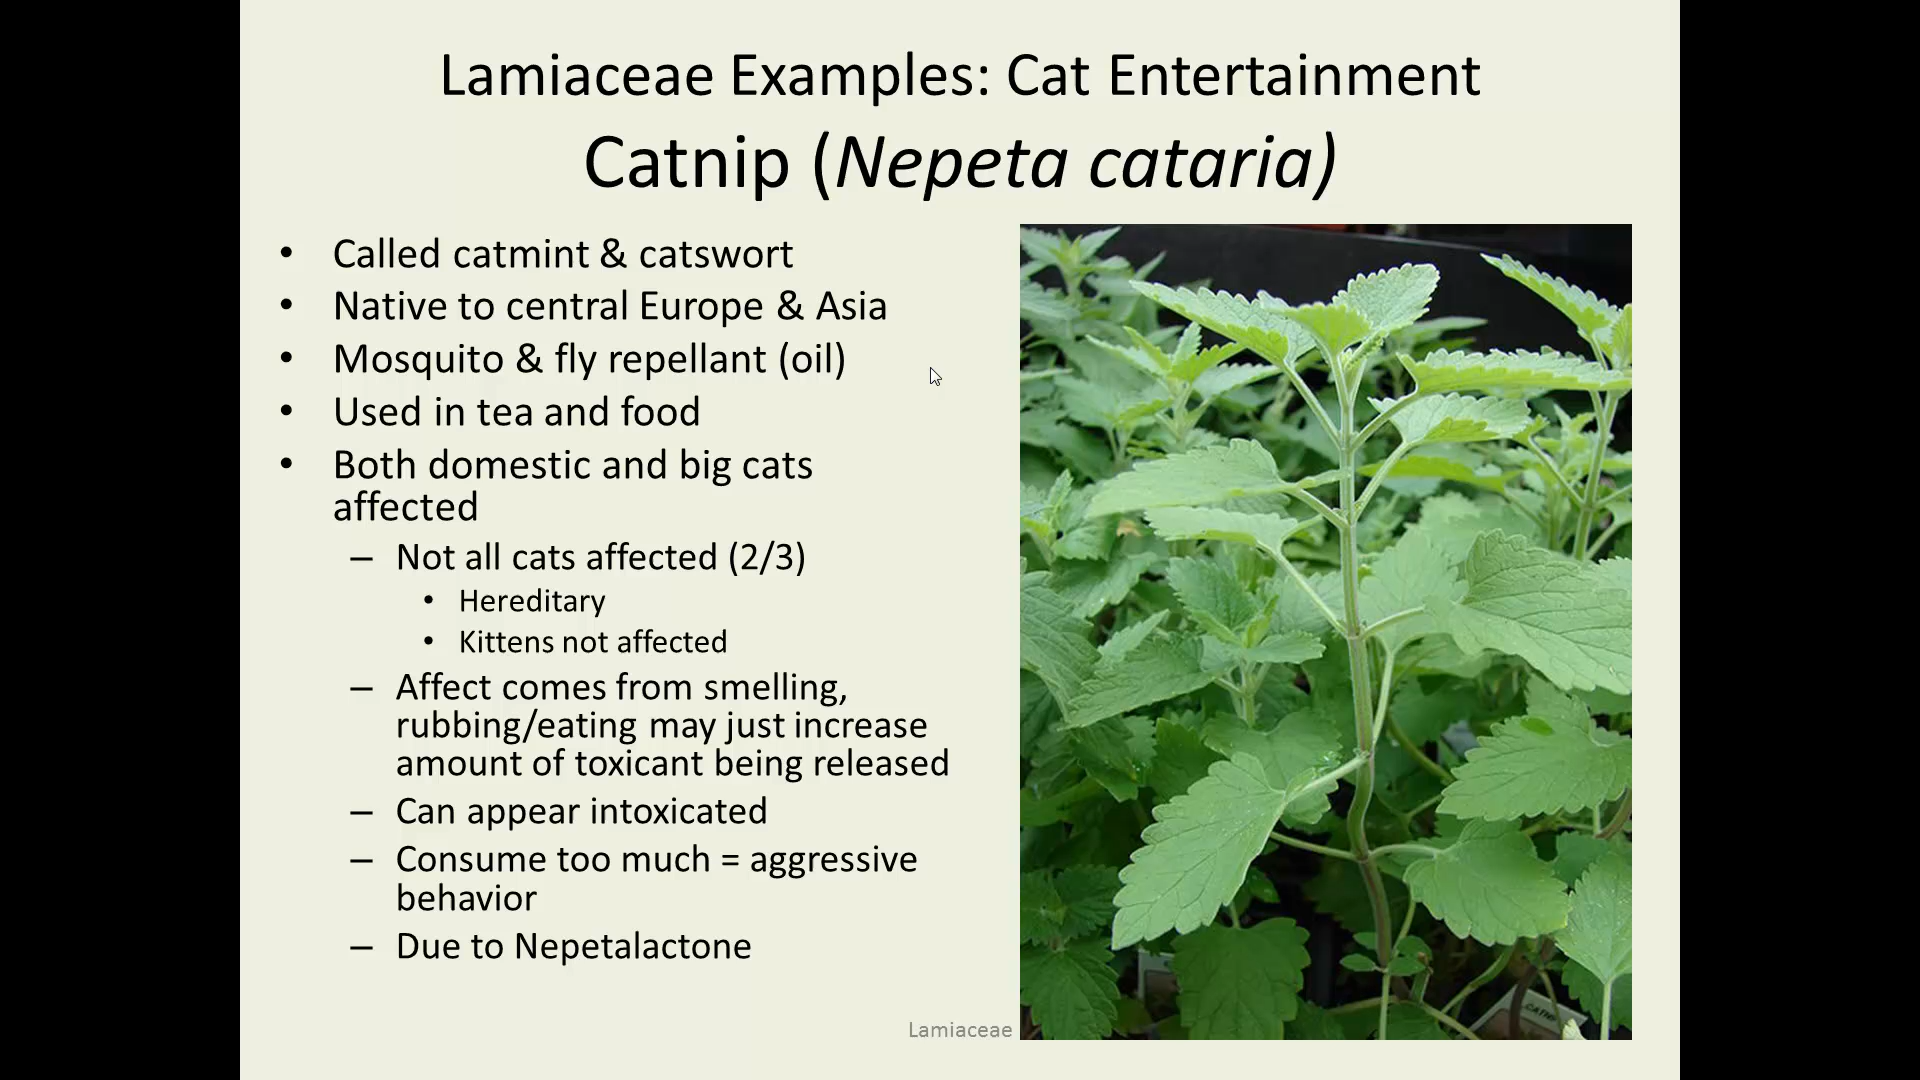 Lamiaceae Examples: Cat Entertainment
Catnip (Nepeta cataria)
• Called catmint & catswort
• Native to central Europe & Asia
• Mosquito & fly repellant (oil)
• Used in tea and food
• Both domestic and big cats
affected
– Not all cats affected (2/3)
• Hereditary
• Kittens not affected
– Affect comes from smelling,
rubbing/eating may just increase
amount of toxicant being released
– Can appear intoxicated
– Consume too much = aggressive
behavior
– Due to Nepetalactone
Lamiaceae